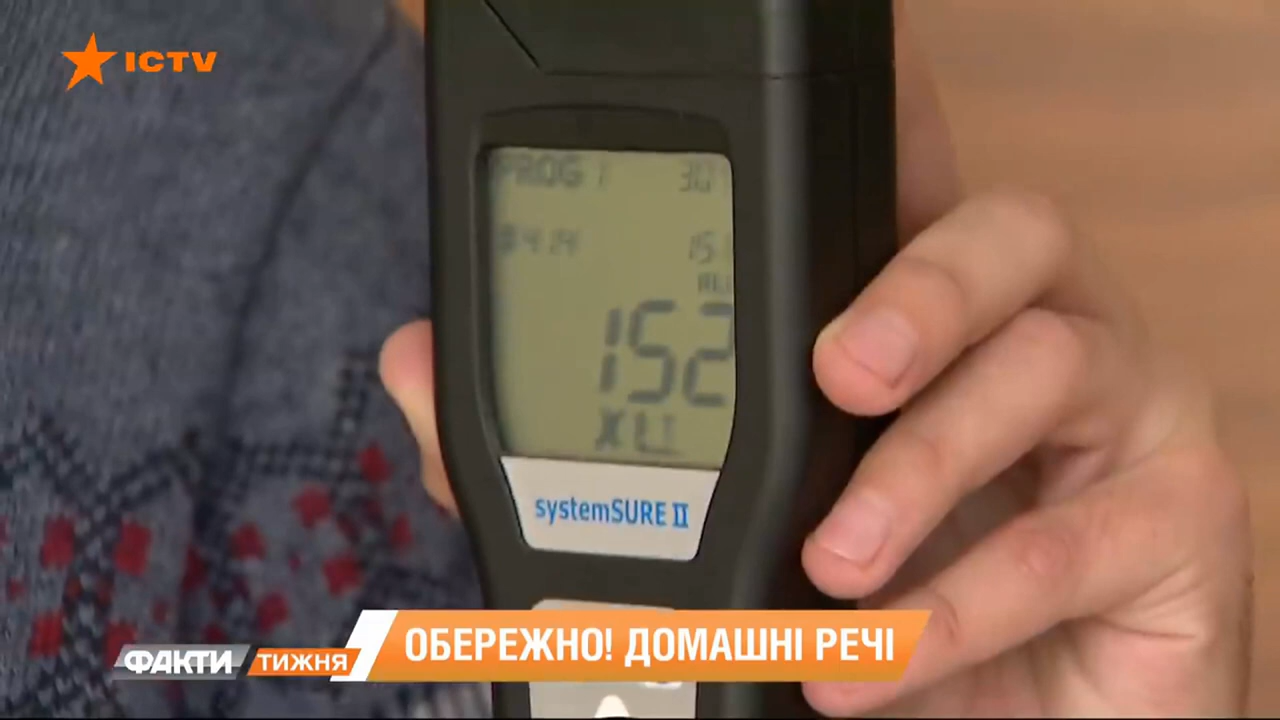 ICTV
PROG 1
152
systemSURE II
ОБЕРЕЖНО! ДОМАШНІ РЕЧІ
ФАКТИ ТИЖНЯ